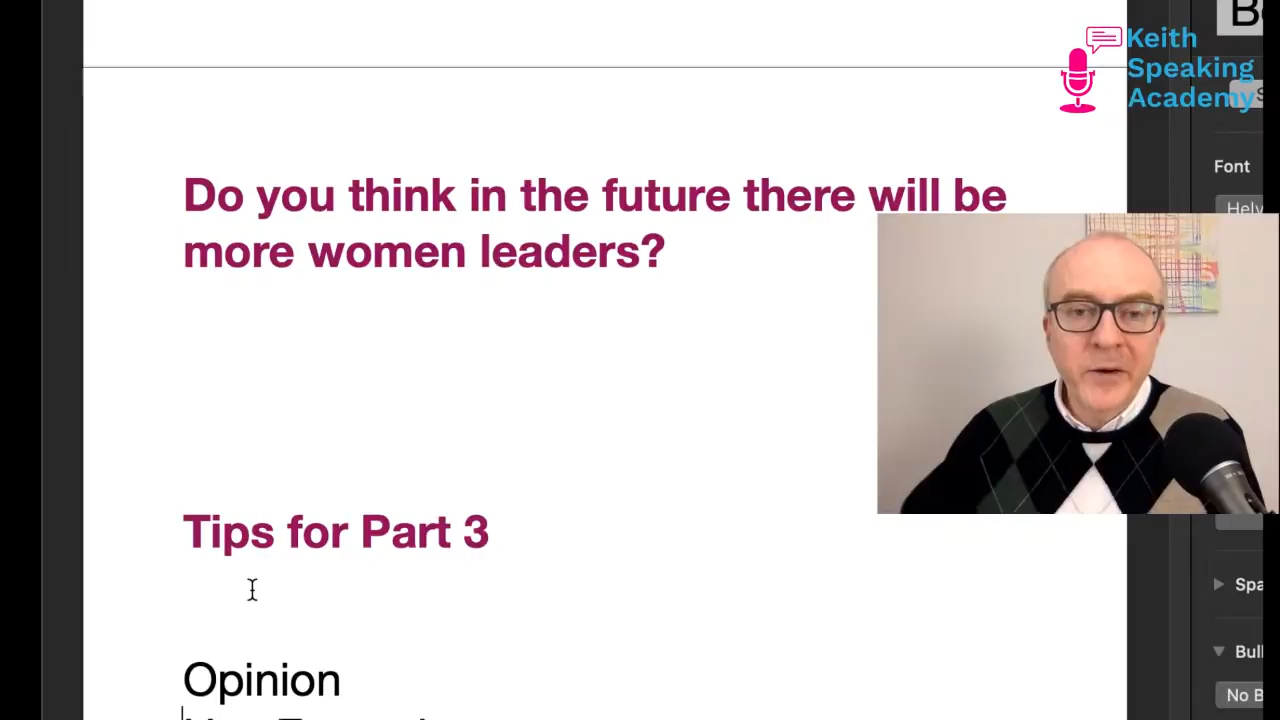 Keith
Speaking
Academy
Font
Do you think in the future there will be
more women leaders?
Tips for Part 3
Opinion
No B